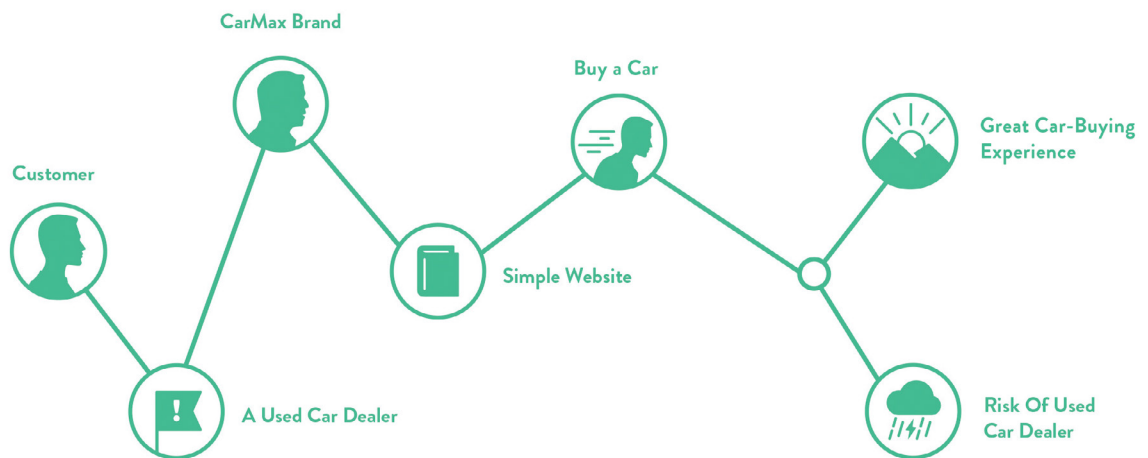 CarMax Brand
Buy a Car
Great Car-Buying
Experience
Customer
Simple Website
A Used Car Dealer
Risk Of Used
Car Dealer
!